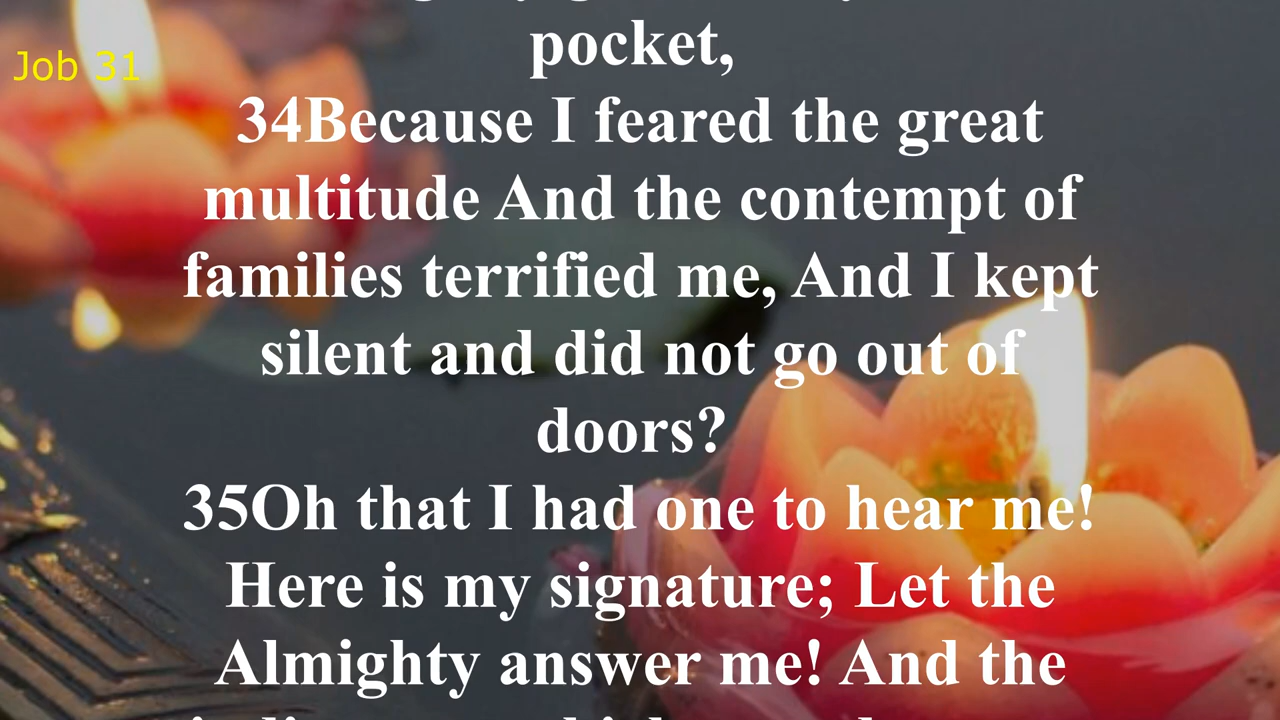 Job 31
pocket,
34Because I feared the great
multitude And the contempt of
families terrified me, And I kept
silent and did not go out of
doors?
35Oh that I had one to hear me!
Here is my signature; Let the
Almighty answer me! And the